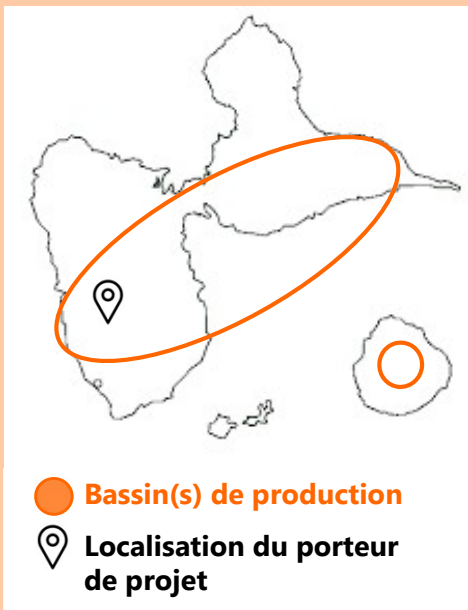 Bassin(s) de production
Localisation du porteur
de projet